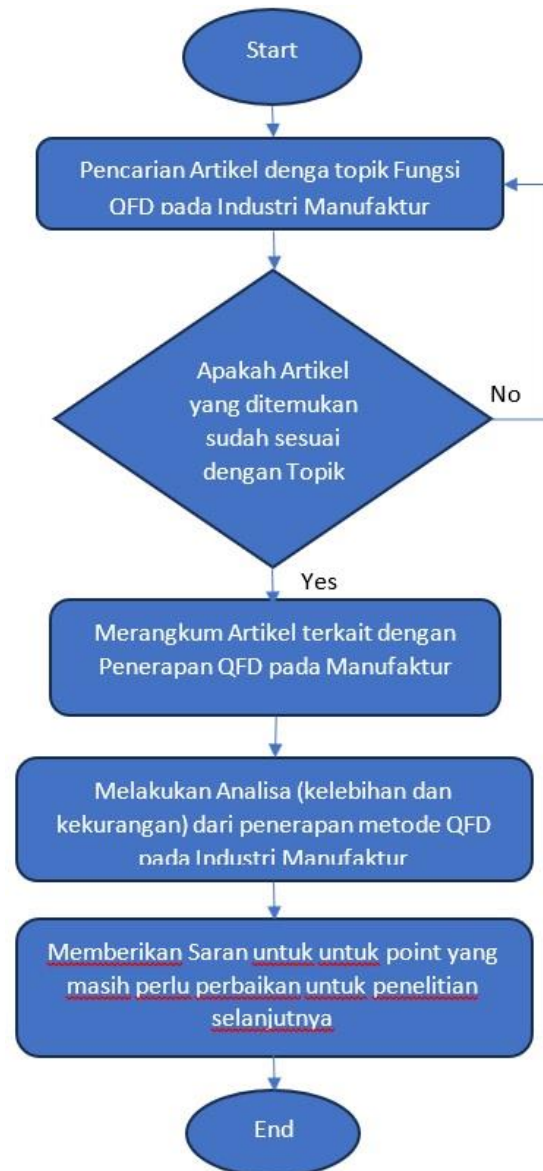 Start
Pencarian Artikel denga topik Fungsi
QFD pada Industri Manufaktur
Apakah Artikel
yang ditemukan
sudah sesuai
dengan Topik
No
Yes
Merangkum Artikel terkait dengan
Penerapan QFD pada Manufaktur
Melakukan Analisa (kelebihan dan
kekurangan) dari penerapan metode QFD
pada Industri Manufaktur
Memberikan Saran untuk untuk point yang
masih perlu perbaikan untuk penelitian
selanjutnya
End